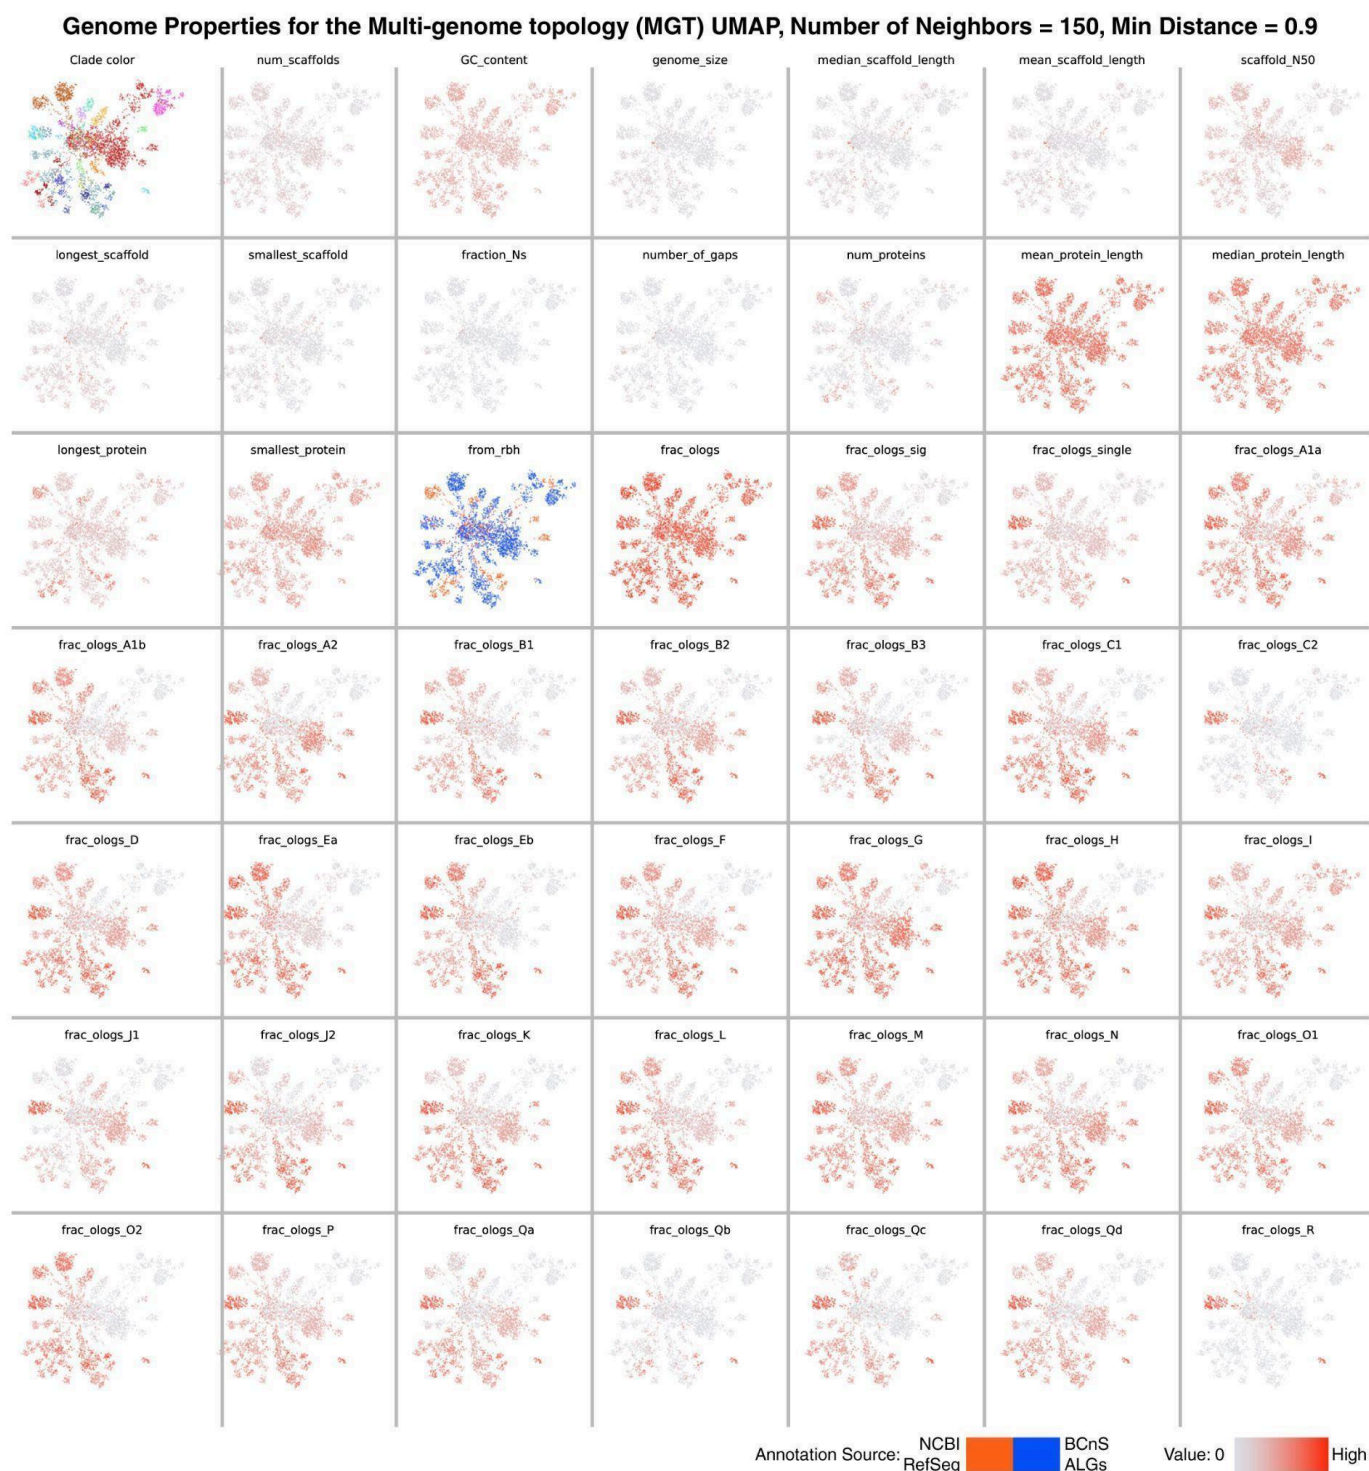 Genome Properties for the Multi-genome topology (MGT) UMAP, Number of Neighbors = 150, Min Distance = 0.9
Clade color
num_scaffolds
GC_content
genome_size
median_scaffold_length
mean_scaffold_length
scaffold_N50
longest_scaffold
smallest_scaffold
fraction_Ns
number_of_gaps
num_proteins
mean_protein_length
median_protein_length
longest_protein
smallest_protein
from_rbh
frac_ologs
frac_ologs_sig
frac_ologs_single
frac_ologs_A1a
frac_ologs_A1b
frac_ologs_A2
frac_ologs_B1
frac_ologs_B2
frac_ologs_B3
frac_ologs_C1
frac_ologs_C2
frac_ologs_D
frac_ologs_Ea
frac_ologs_Eb
frac_ologs_F
frac_ologs_G
frac_ologs_H
frac_ologs_I
frac_ologs_J1
frac_ologs_J2
frac_ologs_K
frac_ologs_L
frac_ologs_M
frac_ologs_N
frac_ologs_O1
frac_ologs_O2
frac_ologs_P
frac_ologs_Qa
frac_ologs_Qb
frac_ologs_Qc
frac_ologs_Qd
frac_ologs_R
Annotation Source: NCBI RefSeq
BCnS ALGs
Value: 0
High